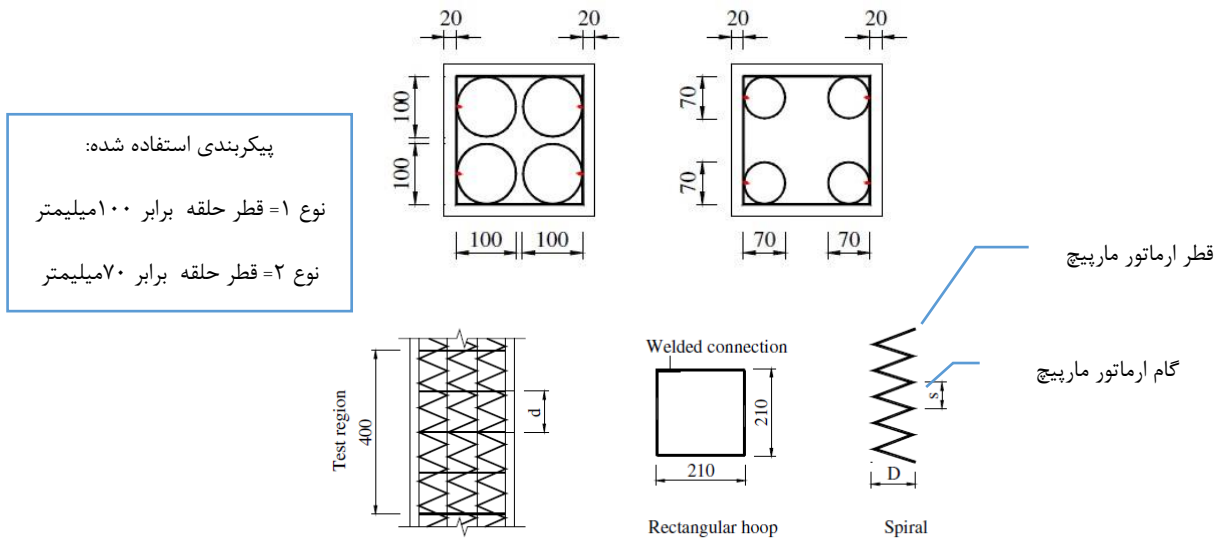 20
20
100
100
100
100
20
20
70
70
70
70
پیکربندی استفاده شده:
نوع ۱= قطر حلقه برابر ۱۰۰میلیمتر
نوع ۲= قطر حلقه برابر ۷۰میلیمتر
قطر ارماتور مارپیچ
گام ارماتور مارپیچ
Test region
400
d
Welded connection
210
210
Rectangular hoop
s
D
Spiral